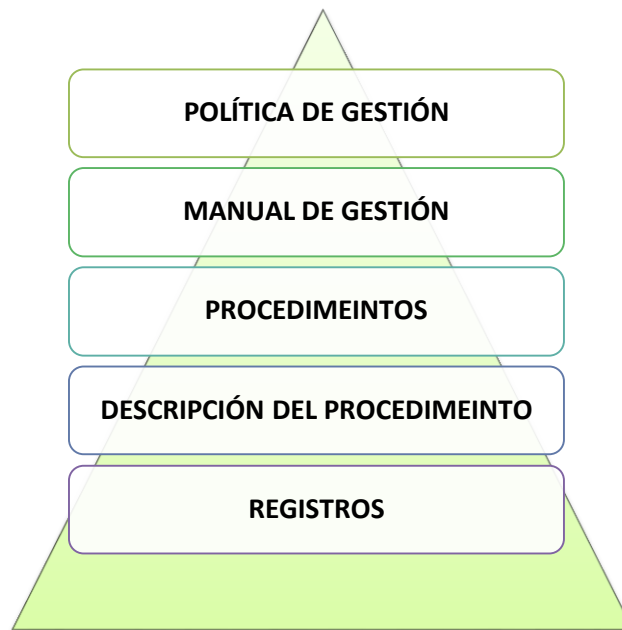 POLÍTICA DE GESTIÓN
MANUAL DE GESTIÓN
PROCEDIMEINTOS
DESCRIPCIÓN DEL PROCEDIMEINTO
REGISTROS